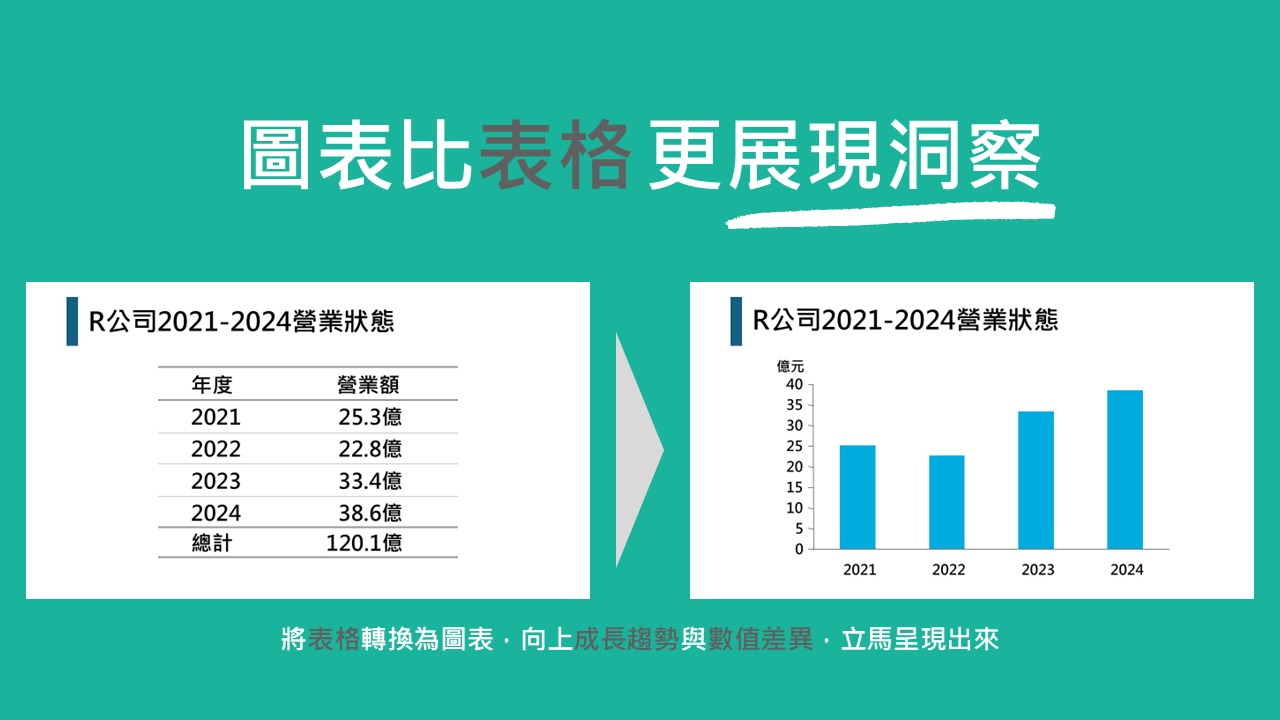 圖表比表格更展現洞察
R公司2021-2024營業狀態
年度 營業額
2021 25.3億
2022 22.8億
2023 33.4億
2024 38.6億
總計 120.1億
R公司2021-2024營業狀態
億元
40
35
30
25
20
15
10
5
0
2021 2022 2023 2024
將表格轉換為圖表，向上成長趨勢與數值差異，立馬呈現出來